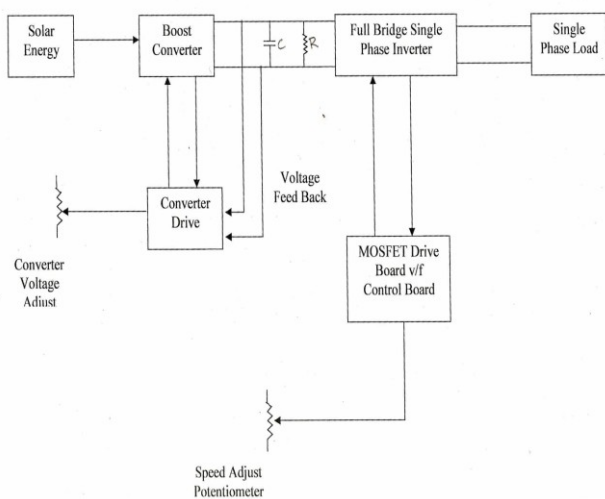 Solar
Energy
Boost
Converter
C
R
Full Bridge Single
Phase Inverter
Single
Phase Load
Voltage
Feed Back
Converter
Drive
MOSFET Drive
Board v/f
Control Board
Converter
Voltage
Adjust
Speed Adjust
Potentiometer